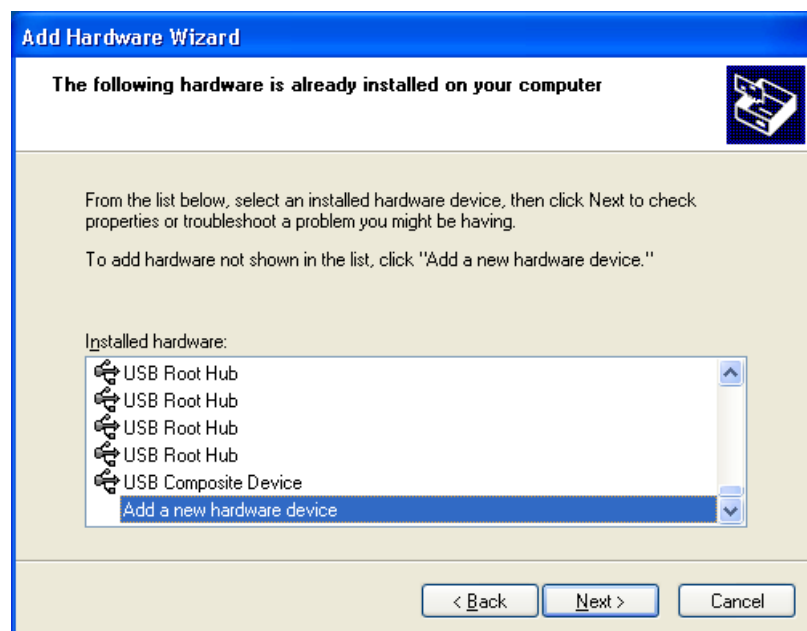 Add Hardware Wizard
The following hardware is already installed on your computer
From the list below, select an installed hardware device, then click Next to check
properties or troubleshoot a problem you might be having.
To add hardware not shown in the list, click "Add a new hardware device."
Installed hardware:
USB Root Hub
USB Root Hub
USB Root Hub
USB Root Hub
USB Composite Device
Add a new hardware device
< Back Next > Cancel